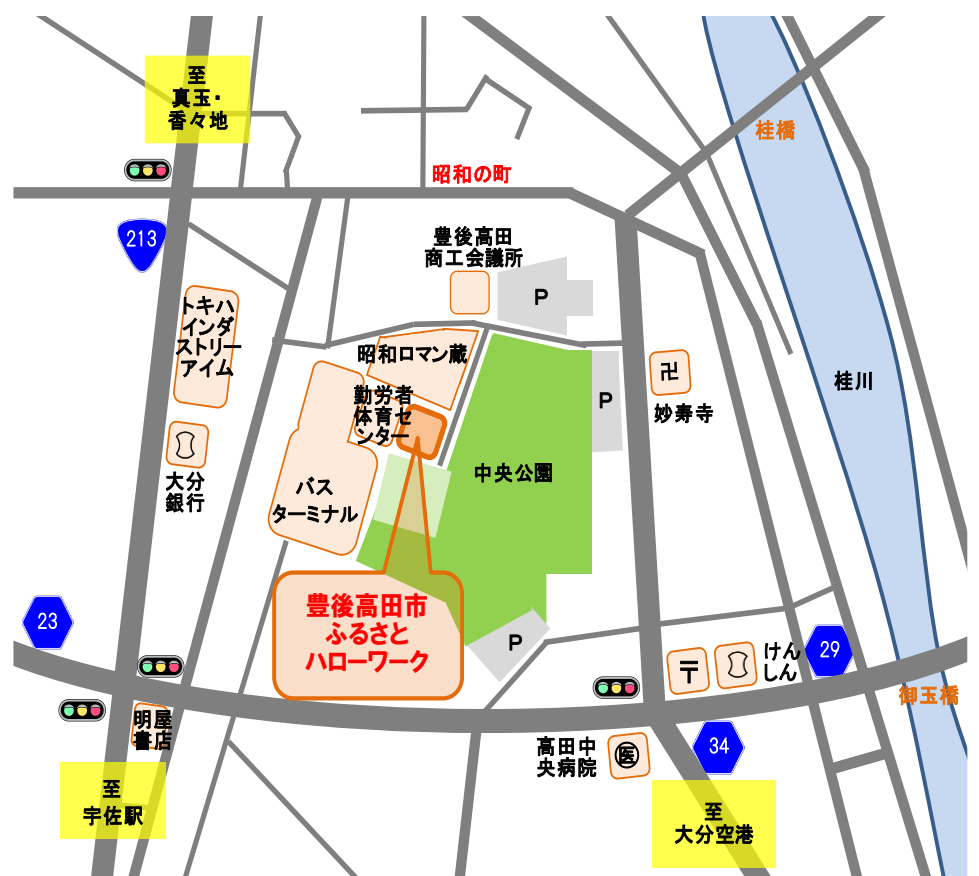 至
真玉・
香々地
桂橋
昭和の町
213
豊後高田
商工会議所
P
トキハ
インダ
ストリー
アイム
昭和ロマン蔵
卍
桂川
勤労者
体育セ
ンター
P
妙寿寺
中央公園
大分
銀行
バス
ターミナル
豊後高田市
ふるさと
ハローワーク
23
P
〒
けん
しん
29
御玉橋
明屋
書店
高田中
央病院
医
34
至
宇佐駅
至
大分空港